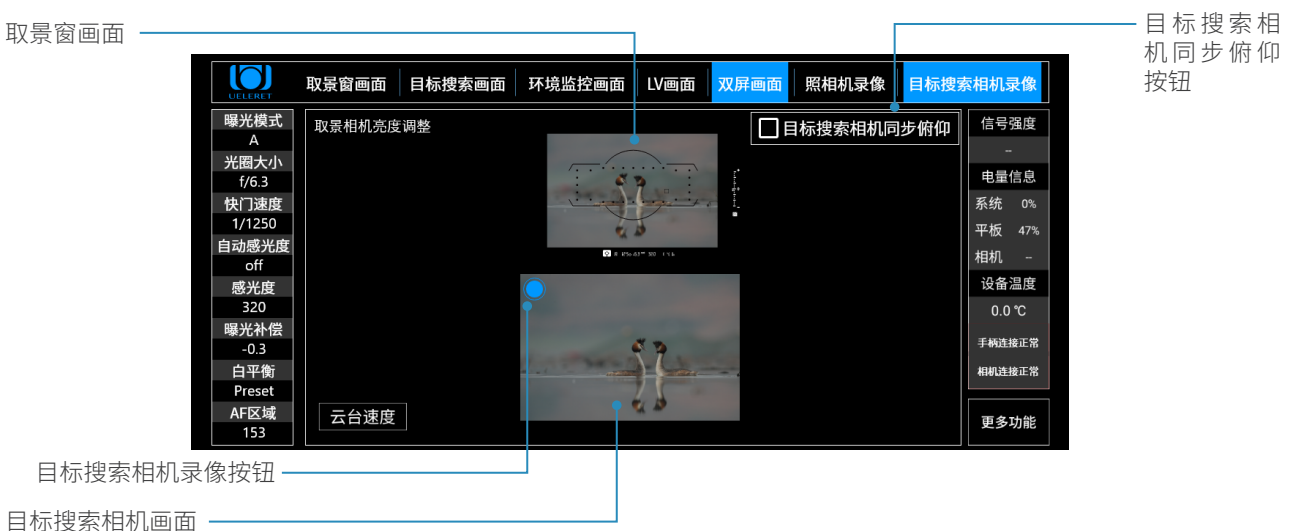 取景窗画面
目标搜索相
机同步俯仰
按钮
UELERET
取景窗画面 目标搜索画面 环境监控画面 LV画面 双屏画面 照相机录像 目标搜索相机录像
曝光模式
A
光圈大小
f/6.3
快门速度
1/1250
自动感光度
off
感光度
320
曝光补偿
-0.3
白平衡
Preset
AF区域
153
取景相机亮度调整
目标搜索相机同步俯仰
云台速度
信号强度
--
电量信息
系统 0%
平板 47%
相机 --
设备温度
0.0 ℃
手柄连接正常
相机连接正常
更多功能
目标搜索相机录像按钮
目标搜索相机画面